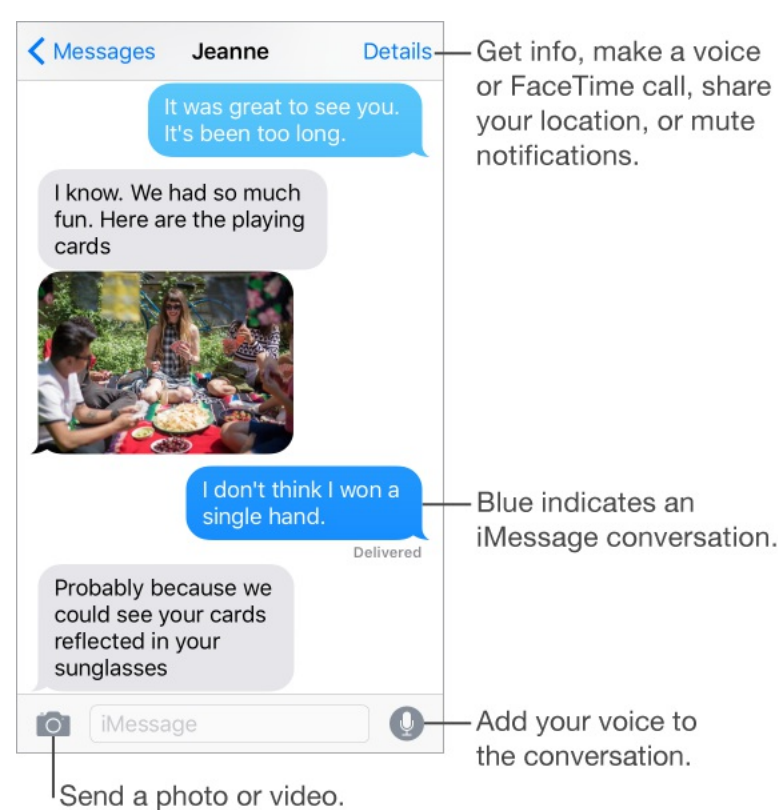 Messages Jeanne Details
Get info, make a voice
or FaceTime call, share
your location, or mute
notifications.
It was great to see you.
It's been too long.
I know. We had so much
fun. Here are the playing
cards
I don't think I won a
single hand.
Delivered
Blue indicates an
iMessage conversation.
Probably because we
could see your cards
reflected in your
sunglasses
iMessage
Add your voice to
the conversation.
Send a photo or video.